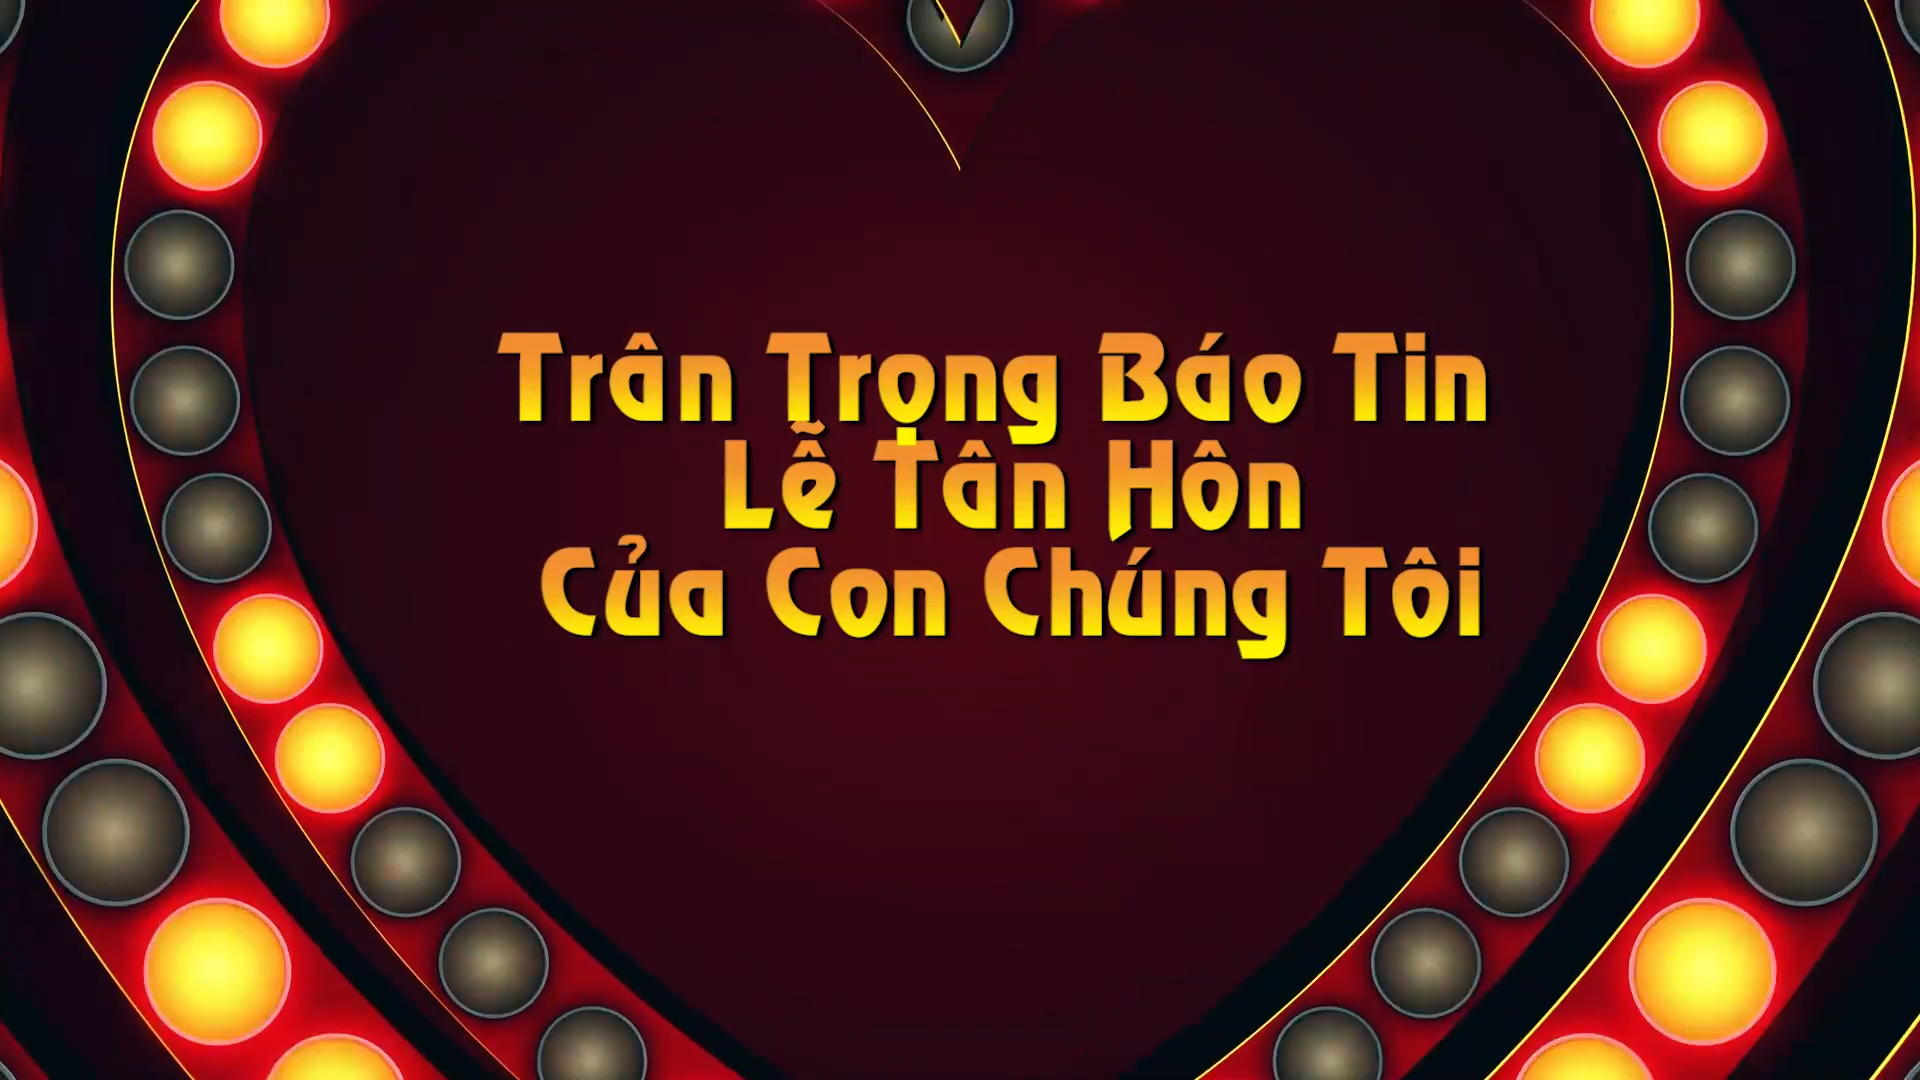 Trân Trọng Báo Tin
Lễ Tân Hôn
Của Con Chúng Tôi